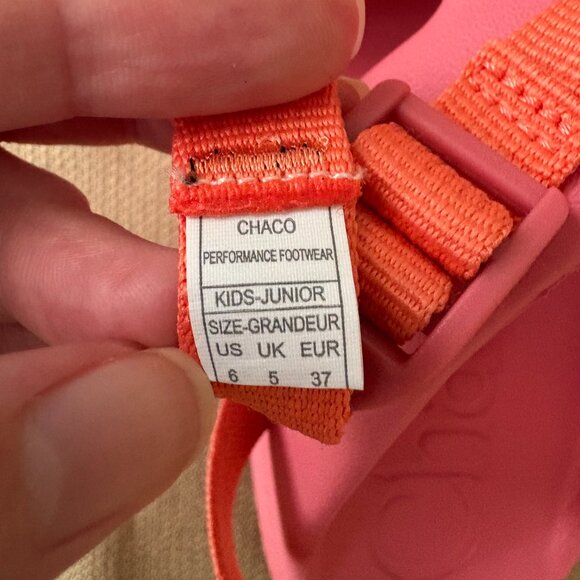 CHACO
PERFORMANCE FOOTWEAR
KIDS-JUNIOR
SIZE-GRANDEUR
US UK EUR
6 5 37